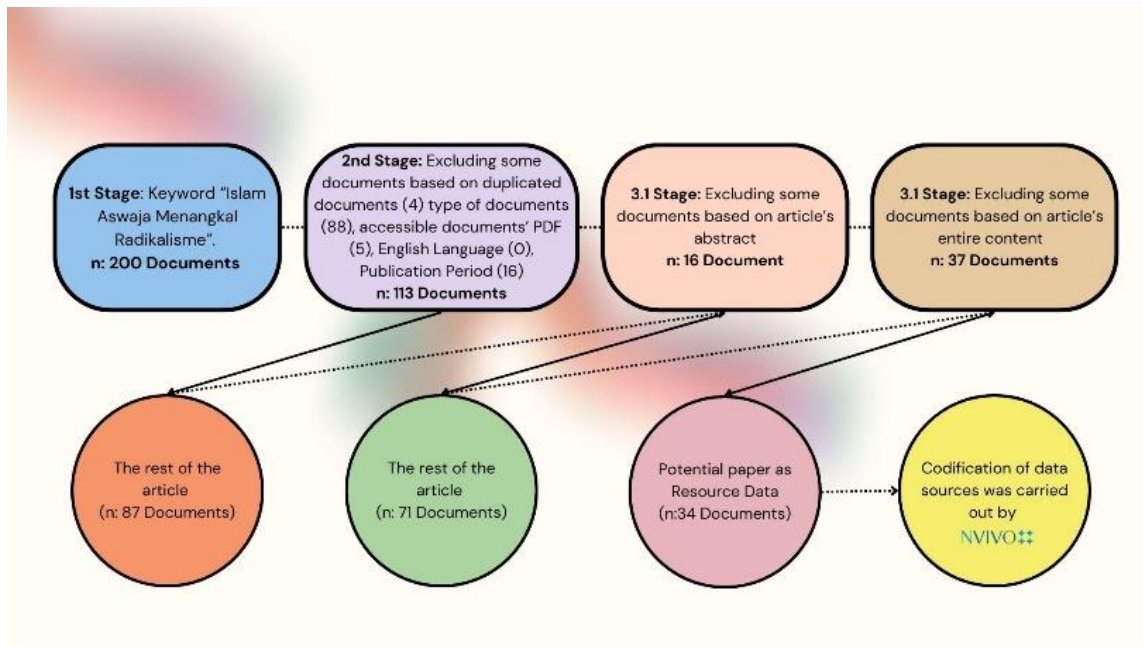 1st Stage: Keyword “Islam
Aswaja Menangkal
Radikalisme”.
n: 200 Documents
2nd Stage: Excluding some
documents based on duplicated
documents (4) type of documents
(88), accessible documents’ PDF
(5), English Language (0),
Publication Period (16)
n: 113 Documents
3.1 Stage: Excluding some
documents based on article’s
abstract
n: 16 Document
3.1 Stage: Excluding some
documents based on article’s
entire content
n: 37 Documents
The rest of the
article
(n: 87 Documents)
The rest of the
article
(n: 71 Documents)
Potential paper as
Resource Data
(n:34 Documents)
Codification of data
sources was carried
out by
NVIVO